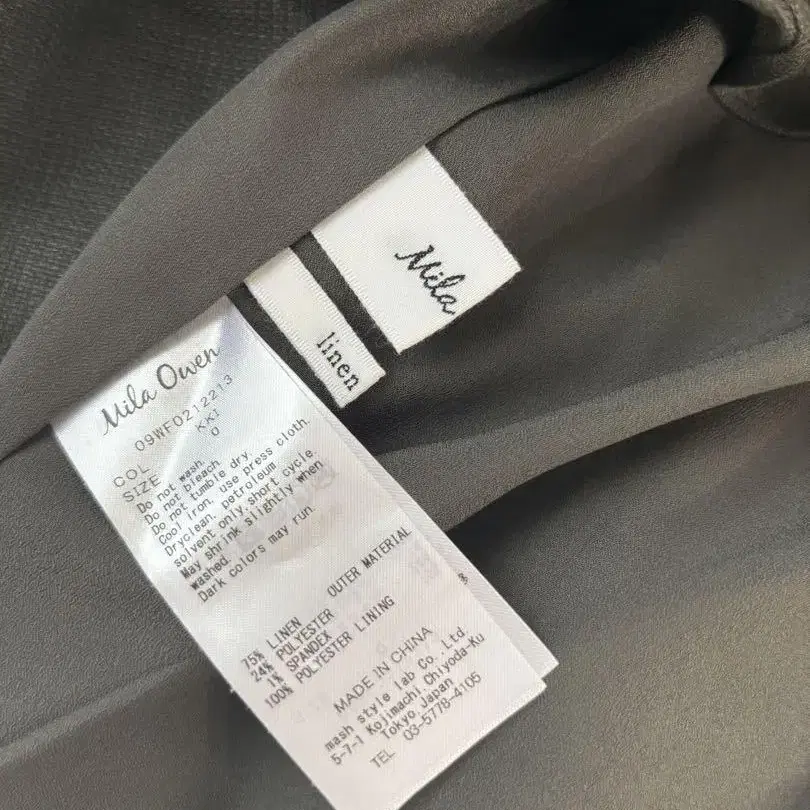 Mila
linen
Mila Owen
09WF0212213
COL KKI
SIZE 0
Do not wash.
Do not bleach.
Do not tumble dry.
Cool iron, use press cloth.
Dryclean, petroleum
solvent only,short cycle.
May shrink slightly when
washed.
Dark colors may run.
OUTER MATERIAL
75% LINEN
24% POLYESTER
1% SPANDEX
100% POLYESTER LINING
MADE IN CHINA
mash style lab Co.,Ltd
5-7-1 Kojimachi,Chiyoda-Ku
Tokyo,Japan
TEL 03-5778-4105